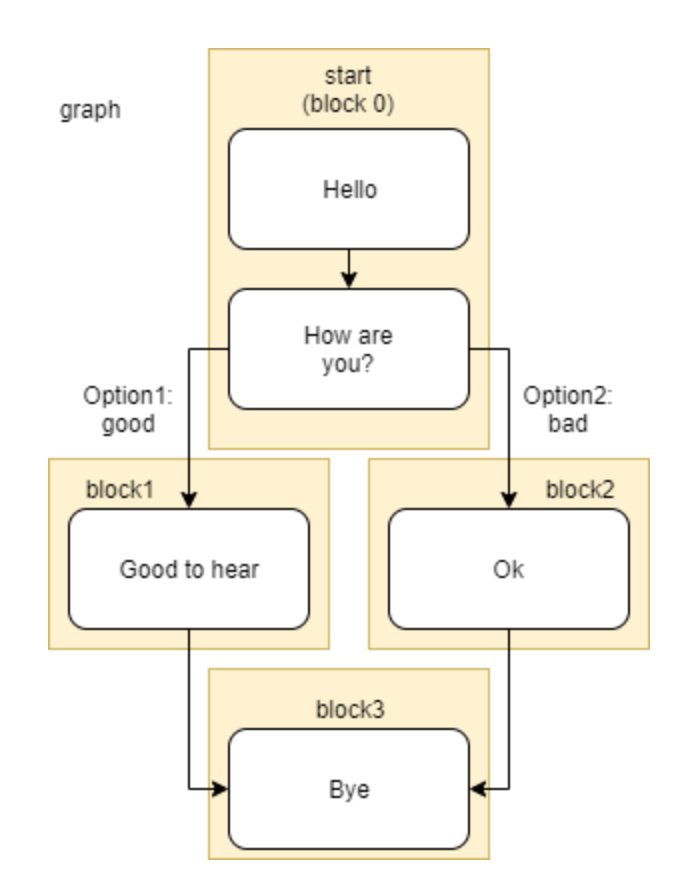 start
(block 0)
graph
Hello
How are
you?
Option1:
good
Option2:
bad
block1
block2
Good to hear
Ok
block3
Bye